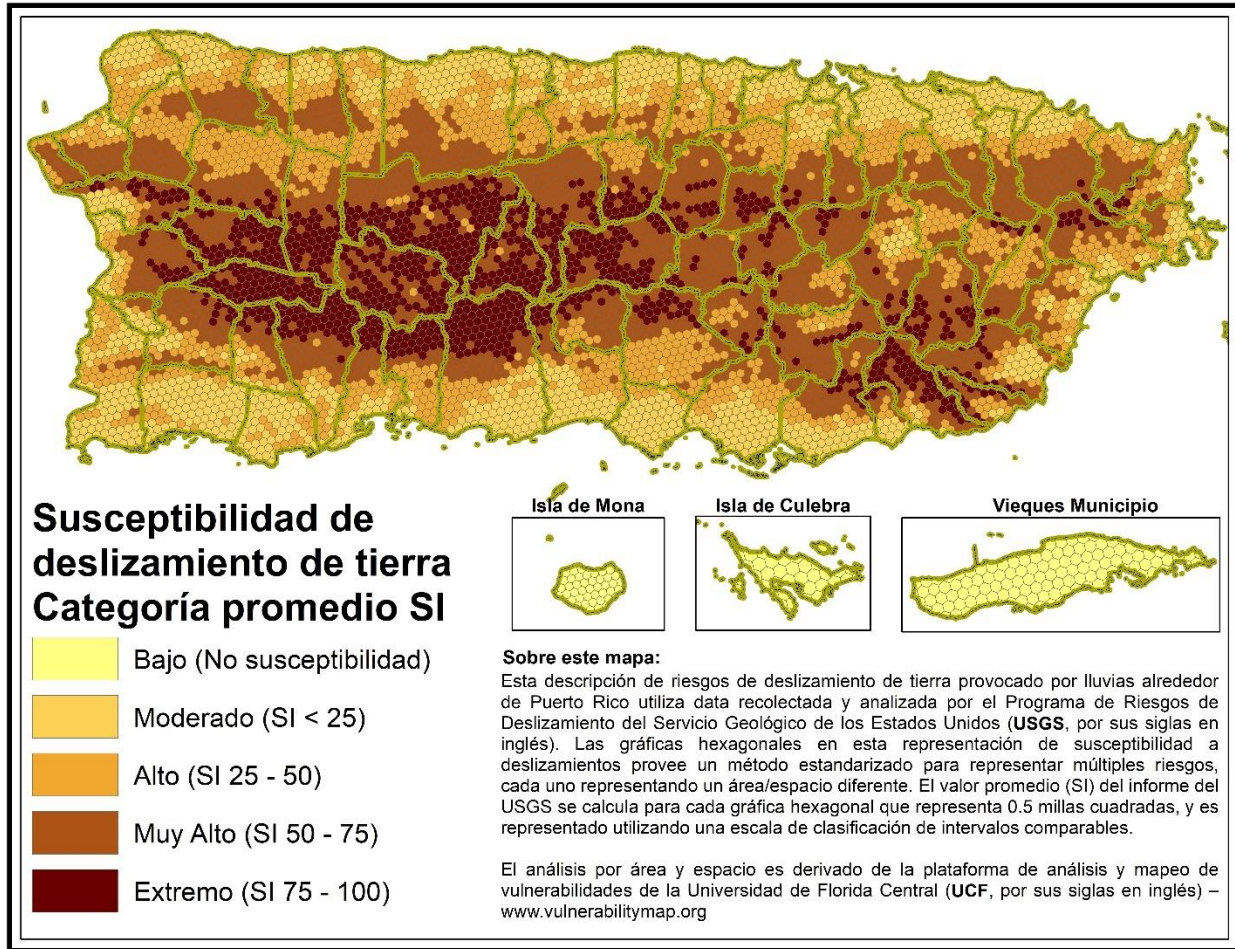 Isla de Mona
Isla de Culebra
Vieques Municipio
Susceptibilidad de
deslizamiento de tierra
Categoría promedio SI
Bajo (No susceptibilidad)
Moderado (SI < 25)
Alto (SI 25 - 50)
Muy Alto (SI 50 - 75)
Extremo (SI 75 - 100)
Sobre este mapa:
Esta descripción de riesgos de deslizamiento de tierra provocado por lluvias alrededor
de Puerto Rico utiliza data recolectada y analizada por el Programa de Riesgos de
Deslizamiento del Servicio Geológico de los Estados Unidos (USGS, por sus siglas en
inglés). Las gráficas hexagonales en esta representación de susceptibilidad a
deslizamientos provee un método estandarizado para representar múltiples riesgos,
cada uno representando un área/espacio diferente. El valor promedio (SI) del informe del
USGS se calcula para cada gráfica hexagonal que representa 0.5 millas cuadradas, y es
representado utilizando una escala de clasificación de intervalos comparables.
El análisis por área y espacio es derivado de la plataforma de análisis y mapeo de
vulnerabilidades de la Universidad de Florida Central (UCF, por sus siglas en inglés) –
www.vulnerabilitymap.org